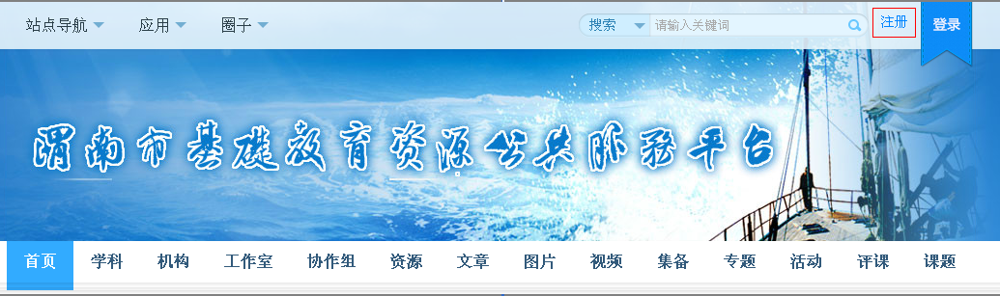 站点导航 应用 圈子 搜索 请输入关键词 注册 登录
渭南市基礎教育资源公共服務平台
首页 学科 机构 工作室 协作组 资源 文章 图片 视频 集备 专题 活动 评课 课题